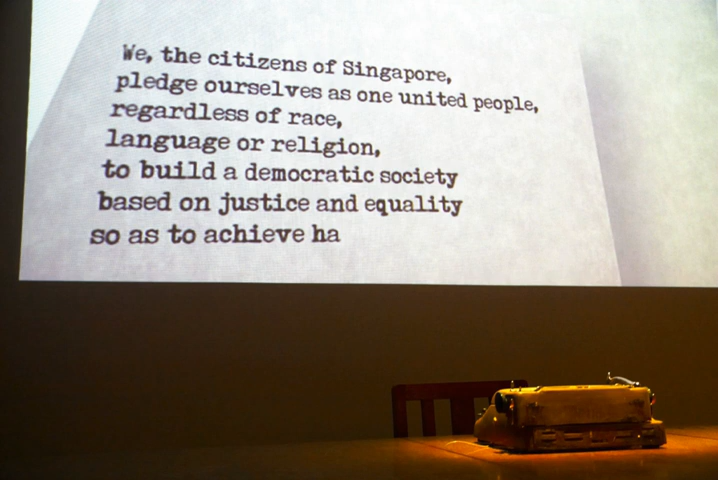 We, the citizens of Singapore,
pledge ourselves as one united people,
regardless of race,
language or religion,
to build a democratic society
based on justice and equality
so as to achieve ha